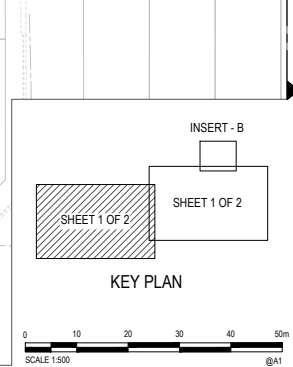 INSERT - B
SHEET 1 OF 2
SHEET 1 OF 2
KEY PLAN
0 10 20 30 40 50m
SCALE 1:500 @A1